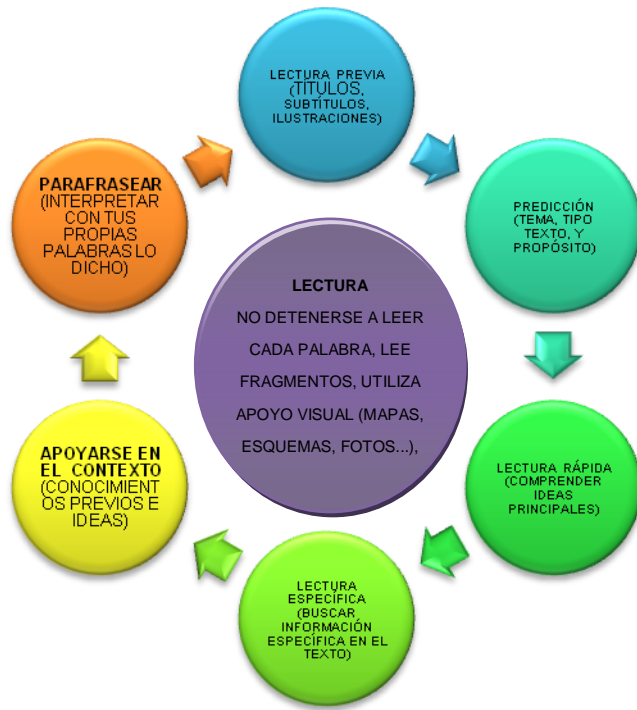 LECTURA PREVIA
(TÍTULOS,
SUBTÍTULOS,
ILUSTRACIONES)
PREDICCIÓN
(TEMA, TIPO
TEXTO, Y
PROPÓSITO)
LECTURA RÁPIDA
(COMPRENDER
IDEAS
PRINCIPALES)
LECTURA
ESPECÍFICA
(BUSCAR
INFORMACIÓN
ESPECÍFICA EN EL
TEXTO)
APOYARSE EN
EL CONTEXTO
(CONOCIMIENT
OS PREVIOS E
IDEAS)
PARAFRASEAR
(INTERPRETAR
CON TUS
PROPIAS
PALABRAS LO
DICHO)
LECTURA
NO DETENERSE A LEER
CADA PALABRA, LEE
FRAGMENTOS, UTILIZA
APOYO VISUAL (MAPAS,
ESQUEMAS, FOTOS...),